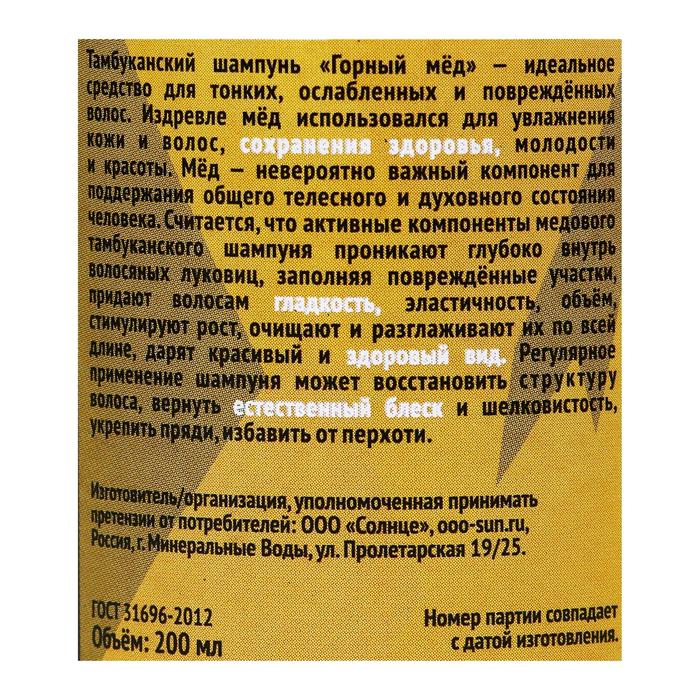 Тамбуканский шампунь «Горный мёд» — идеальное
средство для тонких, ослабленных и повреждённых
волос. Издревле мёд использовался для увлажнения
кожи и волос, сохранения здоровья, молодости
и красоты. Мёд — невероятно важный компонент для
поддержания общего телесного и духовного состояния
человека. Считается, что активные компоненты медового
тамбуканского шампуня проникают глубоко внутрь
волосяных луковиц, заполняя повреждённые участки,
придают волосам гладкость, эластичность, объём,
стимулируют рост, очищают и разглаживают их по всей
длине, дарят красивый и здоровый вид. Регулярное
применение шампуня может восстановить структуру
волоса, вернуть естественный блеск и шелковистость,
укрепить пряди, избавить от перхоти.
Изготовитель/организация, уполномоченная принимать
претензии от потребителей: ООО «Солнце», ooo-sun.ru,
Россия, г. Минеральные Воды, ул. Пролетарская 19/25.
ГОСТ 31696-2012
Объём: 200 мл
Номер партии совпадает
с датой изготовления.